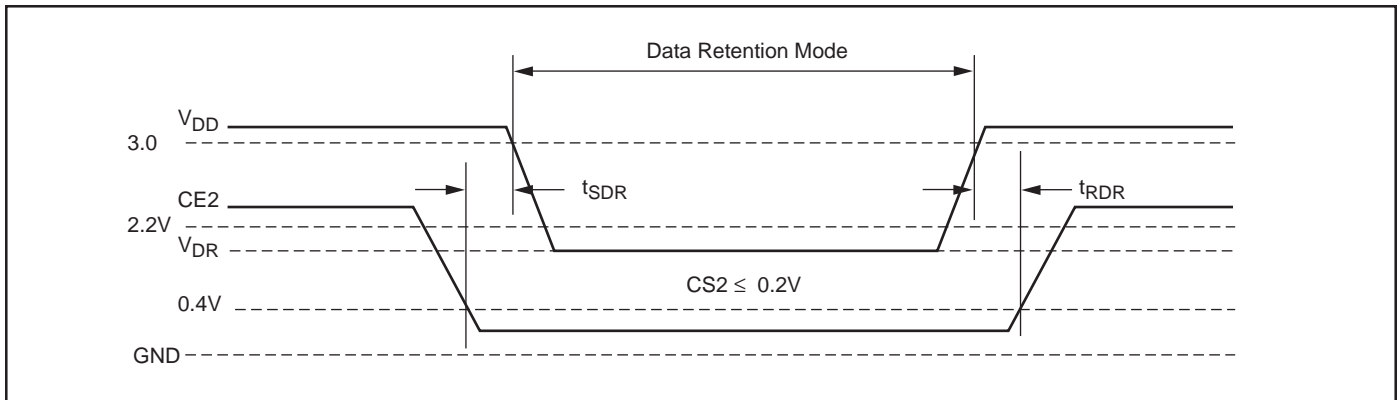 Data Retention Mode
VDD
3.0
tSDR
tRDR
CE2
2.2V
VDR
CS2 ≤ 0.2V
0.4V
GND